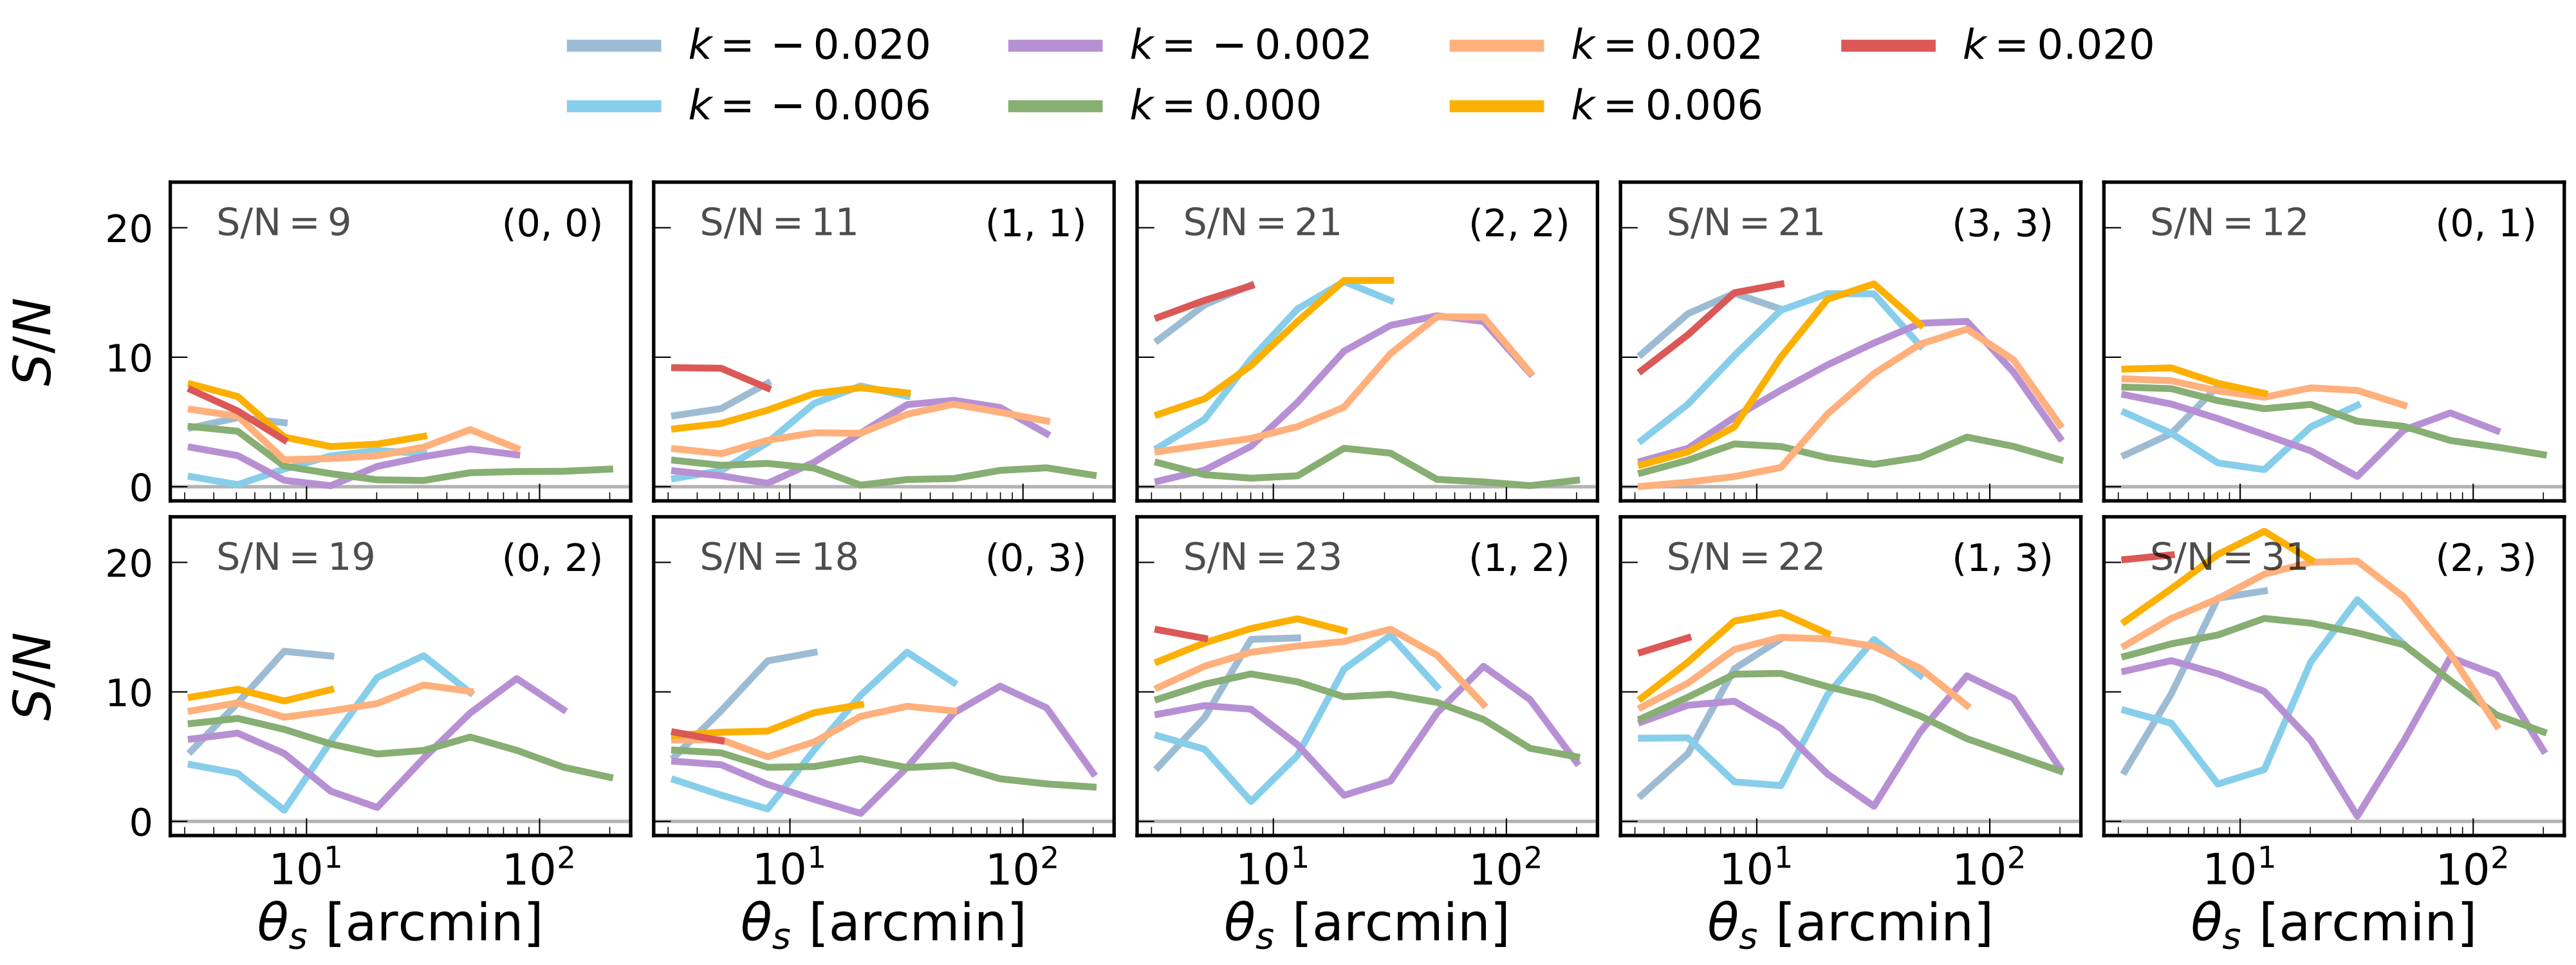 k = −0.020 k = −0.002 k = 0.002 k = 0.020
k = −0.006 k = 0.000 k = 0.006
S/N
20
10
0
S/N = 9 (0, 0)
S/N = 11 (1, 1)
S/N = 21 (2, 2)
S/N = 21 (3, 3)
S/N = 12 (0, 1)
S/N
20
10
0
S/N = 19 (0, 2)
S/N = 18 (0, 3)
S/N = 23 (1, 2)
S/N = 22 (1, 3)
S/N = 31 (2, 3)
10¹ 10² 10¹ 10² 10¹ 10² 10¹ 10² 10¹ 10²
θₛ [arcmin] θₛ [arcmin] θₛ [arcmin] θₛ [arcmin] θₛ [arcmin]